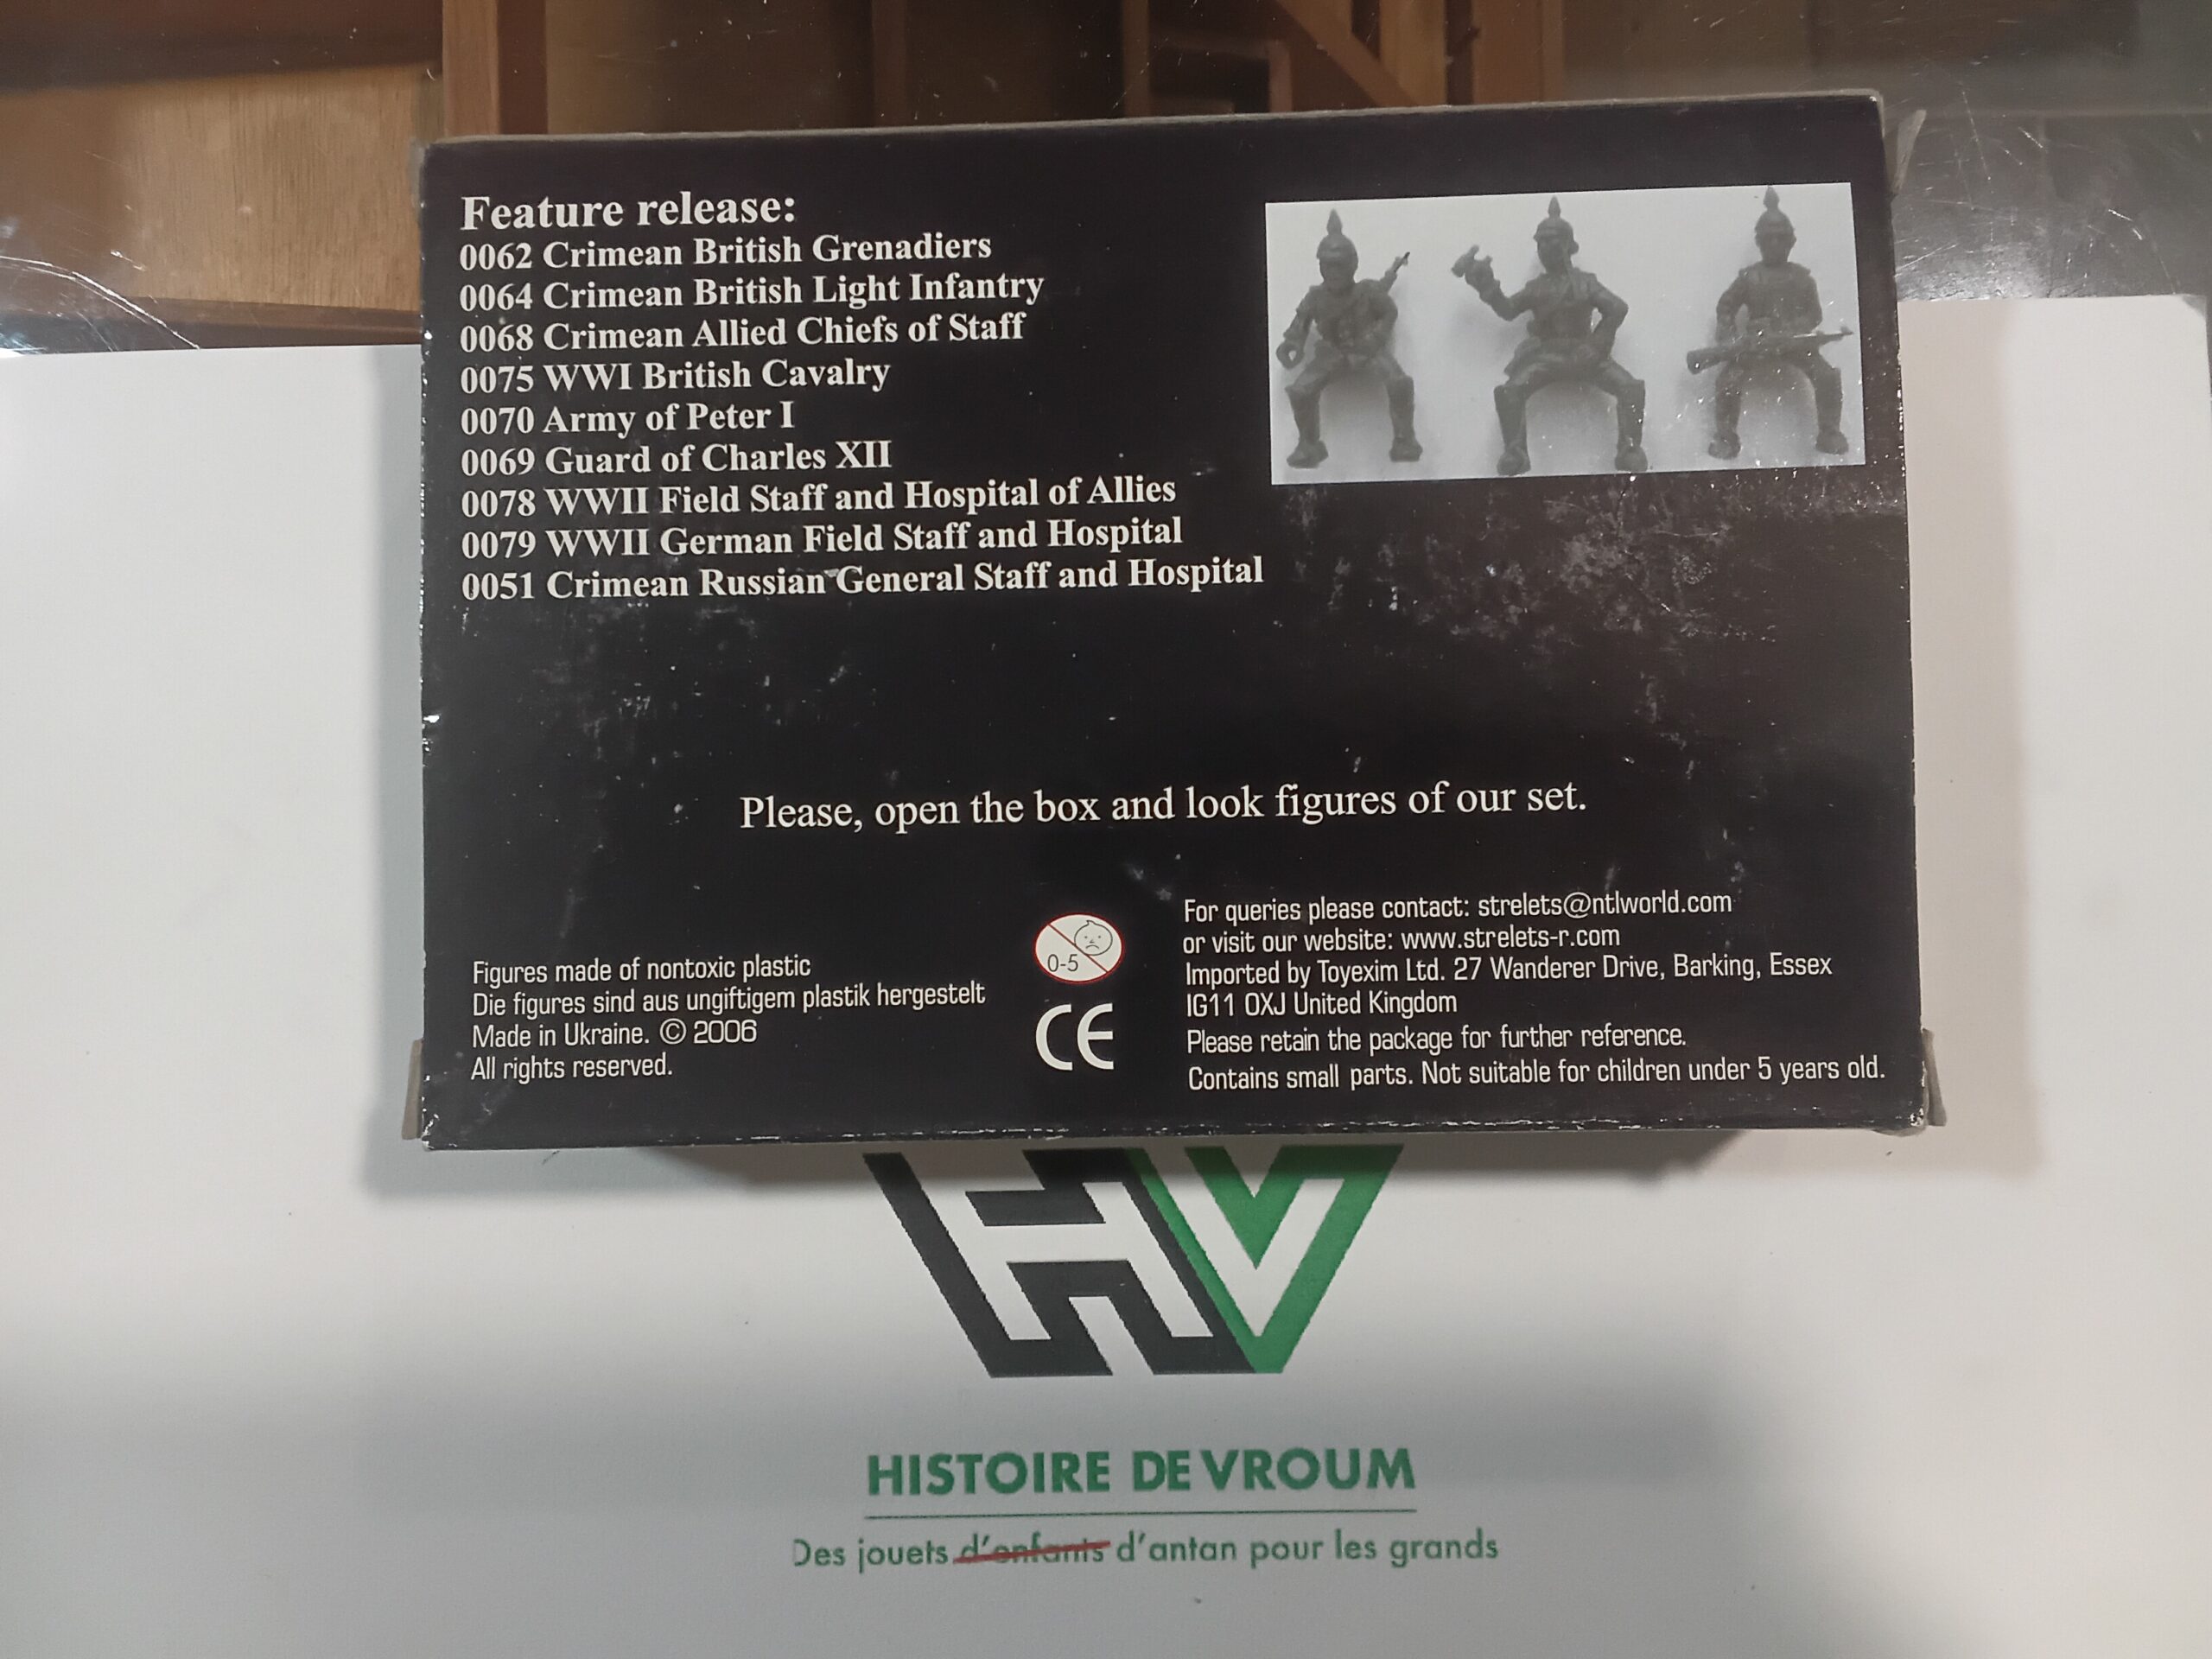 Feature release:
0062 Crimean British Grenadiers
0064 Crimean British Light Infantry
0068 Crimean Allied Chiefs of Staff
0075 WWI British Cavalry
0070 Army of Peter I
0069 Guard of Charles XII
0078 WWII Field Staff and Hospital of Allies
0079 WWII German Field Staff and Hospital
0051 Crimean Russian General Staff and Hospital
Please, open the box and look figures of our set.
Figures made of nontoxic plastic
Die figures sind aus ungiftigem plastik hergestelt
Made in Ukraine. © 2006
All rights reserved.
0-5
CE
For queries please contact: strelets@ntlworld.com
or visit our website: www.strelets-r.com
Imported by Toyexim Ltd. 27 Wanderer Drive, Barking, Essex
IG11 0XJ United Kingdom
Please retain the package for further reference.
Contains small parts. Not suitable for children under 5 years old.
HV
HISTOIRE DE VROUM
Des jouets d'enfants d'antan pour les grands